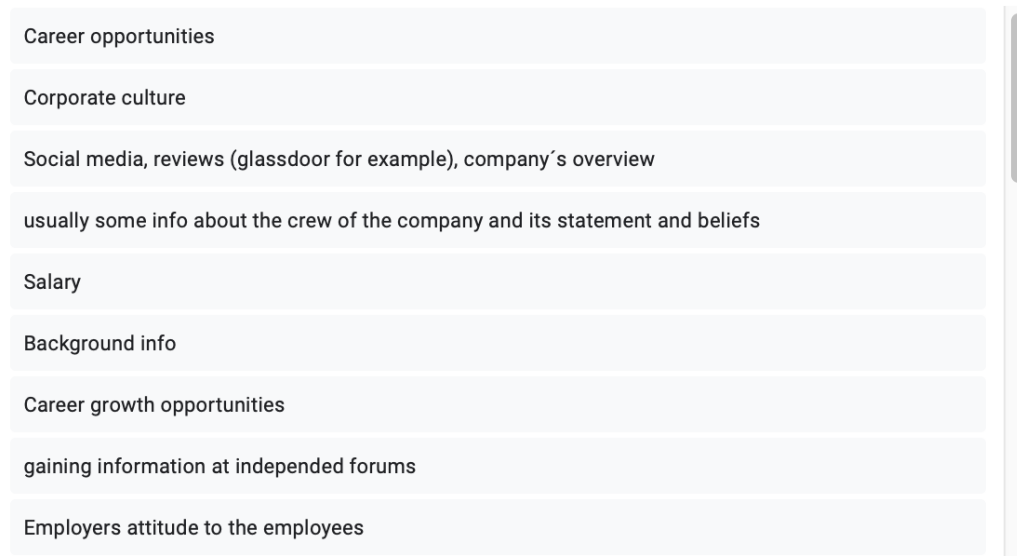 Career opportunities
Corporate culture
Social media, reviews (glassdoor for example), company´s overview
usually some info about the crew of the company and its statement and beliefs
Salary
Background info
Career growth opportunities
gaining information at independed forums
Employers attitude to the employees